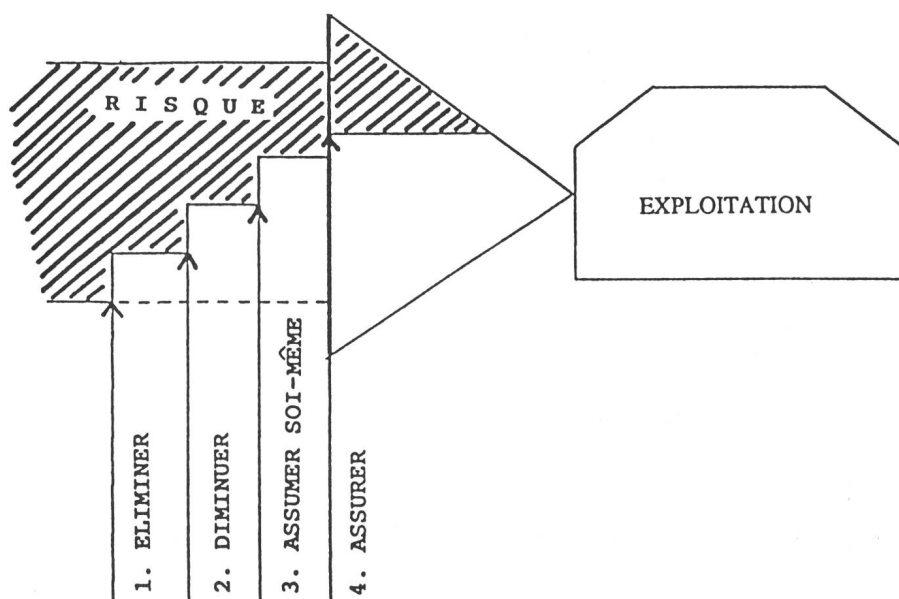 RISQUE
EXPLOITATION
1. ELIMINER
2. DIMINUER
3. ASSUMER SOI-MÊME
4. ASSURER